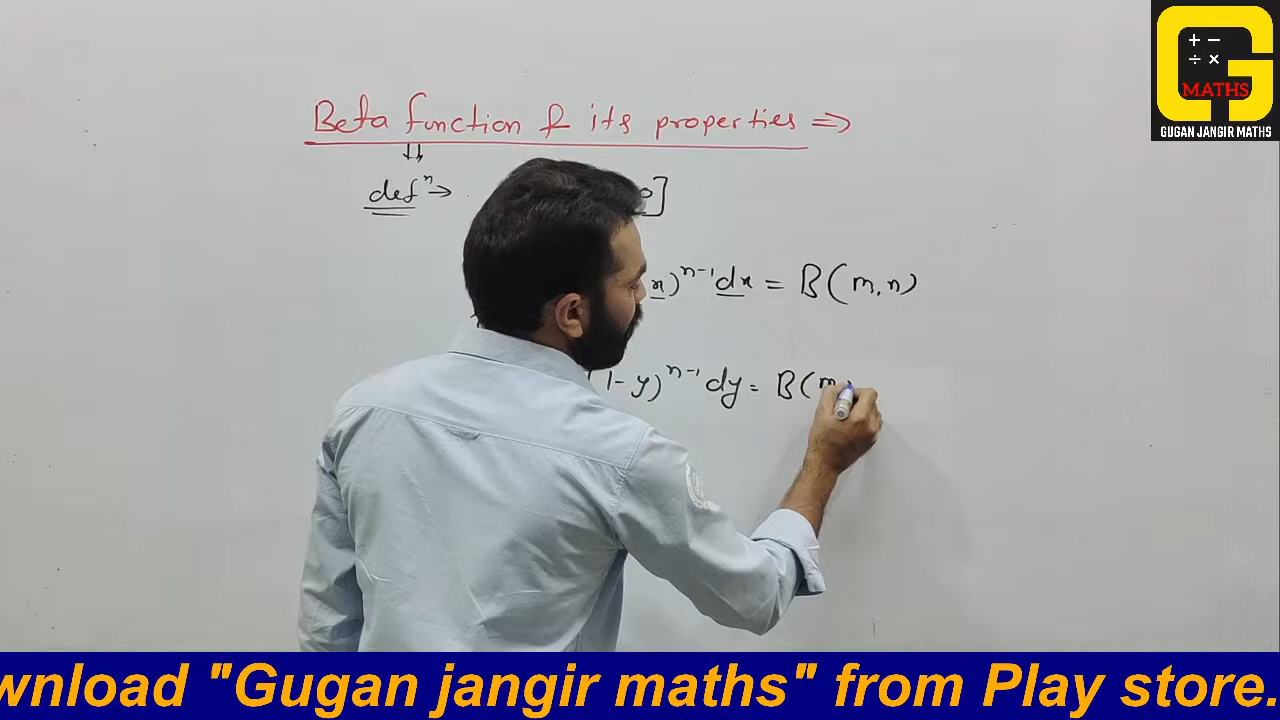 + −
÷ ×
MATHS
GUGAN JANGIR MATHS
Beta function & its properties ⇒
⇓
defⁿ →
x)ⁿ⁻¹ dx = B(m,n)
(1-y)ⁿ⁻¹ dy = B(m,
wnload "Gugan jangir maths" from Play store.